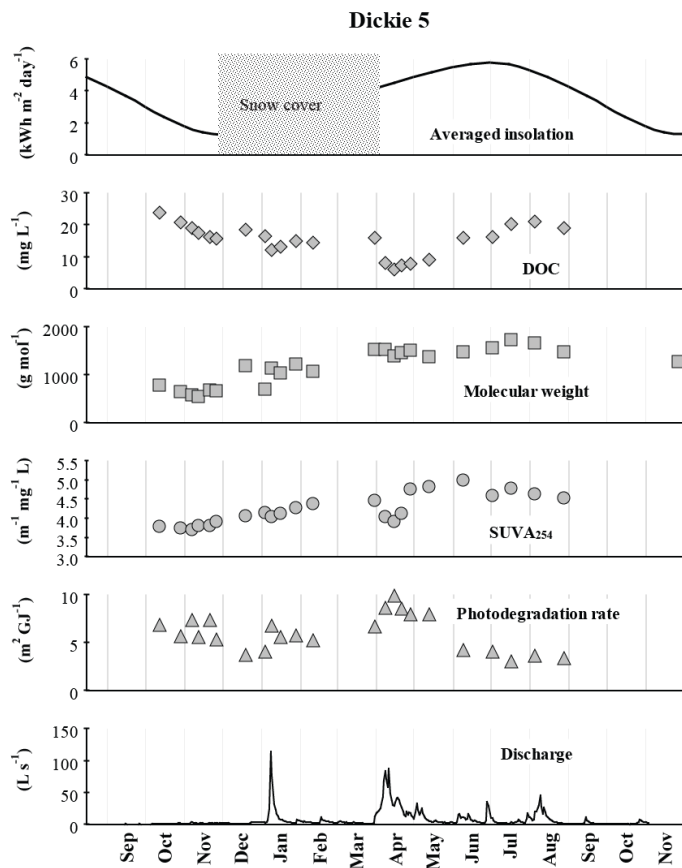 Dickie 5
(kWh m⁻² day⁻¹)
6
4
2
0
Snow cover
Averaged insolation
(mg L⁻¹)
30
20
10
0
DOC
(g mol⁻¹)
2000
1000
0
Molecular weight
(m⁻¹ mg⁻¹ L)
5.5
5.0
4.5
4.0
3.5
3.0
SUVA₂₅₄
(m² GJ⁻¹)
10
5
0
Photodegradation rate
(L s⁻¹)
150
100
50
0
Discharge
Sep Oct Nov Dec Jan Feb Mar Apr May Jun Jul Aug Sep Oct Nov